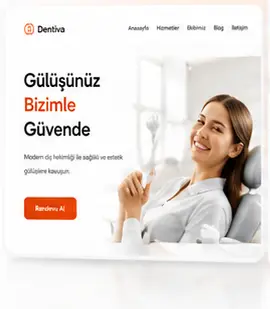 Dentiva
Anasayfa Hizmetler Ekibimiz Blog İletişim
Gülüşünüz
Bizimle
Güvende
Modern diş hekimliği ile sağlıklı ve estetik
gülüşlere kavuşun.
Randevu Al